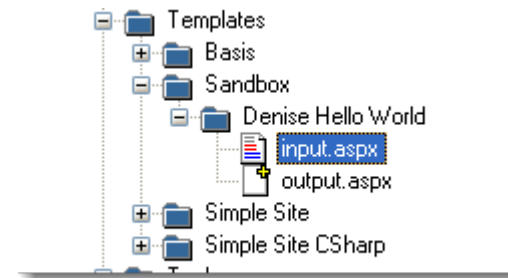 Templates
Basis
Sandbox
Denise Hello World
input.aspx
output.aspx
Simple Site
Simple Site CSharp